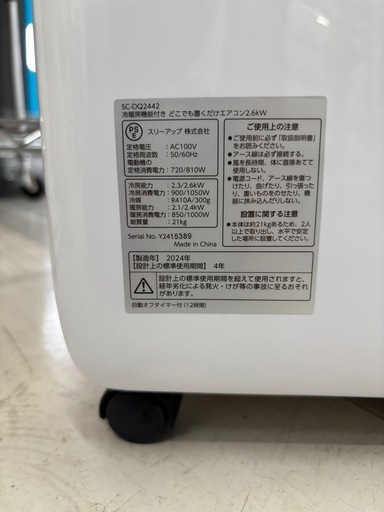 SC-DQ2442
冷暖房機能付き どこでも置くだけエアコン2.6kW
PS
E
スリーアップ 株式会社
定格電圧: AC100V
定格周波数: 50/60Hz
電動機の
定格消費電力: 720/810W
冷房能力: 2.3/2.6kW
冷房消費電力: 900/1050W
冷媒: R410A/300g
暖房能力: 2.1/2.4kW
暖房消費電力: 850/1000W
総質量: 21kg
Serial No. Y2415389
Made in China
ご使用上の注意
●ご使用前に必ず「取扱説明書」
をお読みください。
●アース線は必ず接続する。
●風を長時間、体に直接あてて
使用しない。
●電源コード、アース線を傷つ
けたり、曲げたり、引っ張った
り、重いものをのせたり、機
器に挟み込んだりしない。
設置に関する注意
●本体は約21kgあるため、2人
以上で取り出し、水平で安定
した場所に設置してください。
【製造年】 2024年
【設計上の標準使用期間】 4年
設計上の標準使用期間を超えて使用されますと、
経年劣化による発火・けが等の事故に至るおそれ
があります。
自動オフタイマー付(12時間)